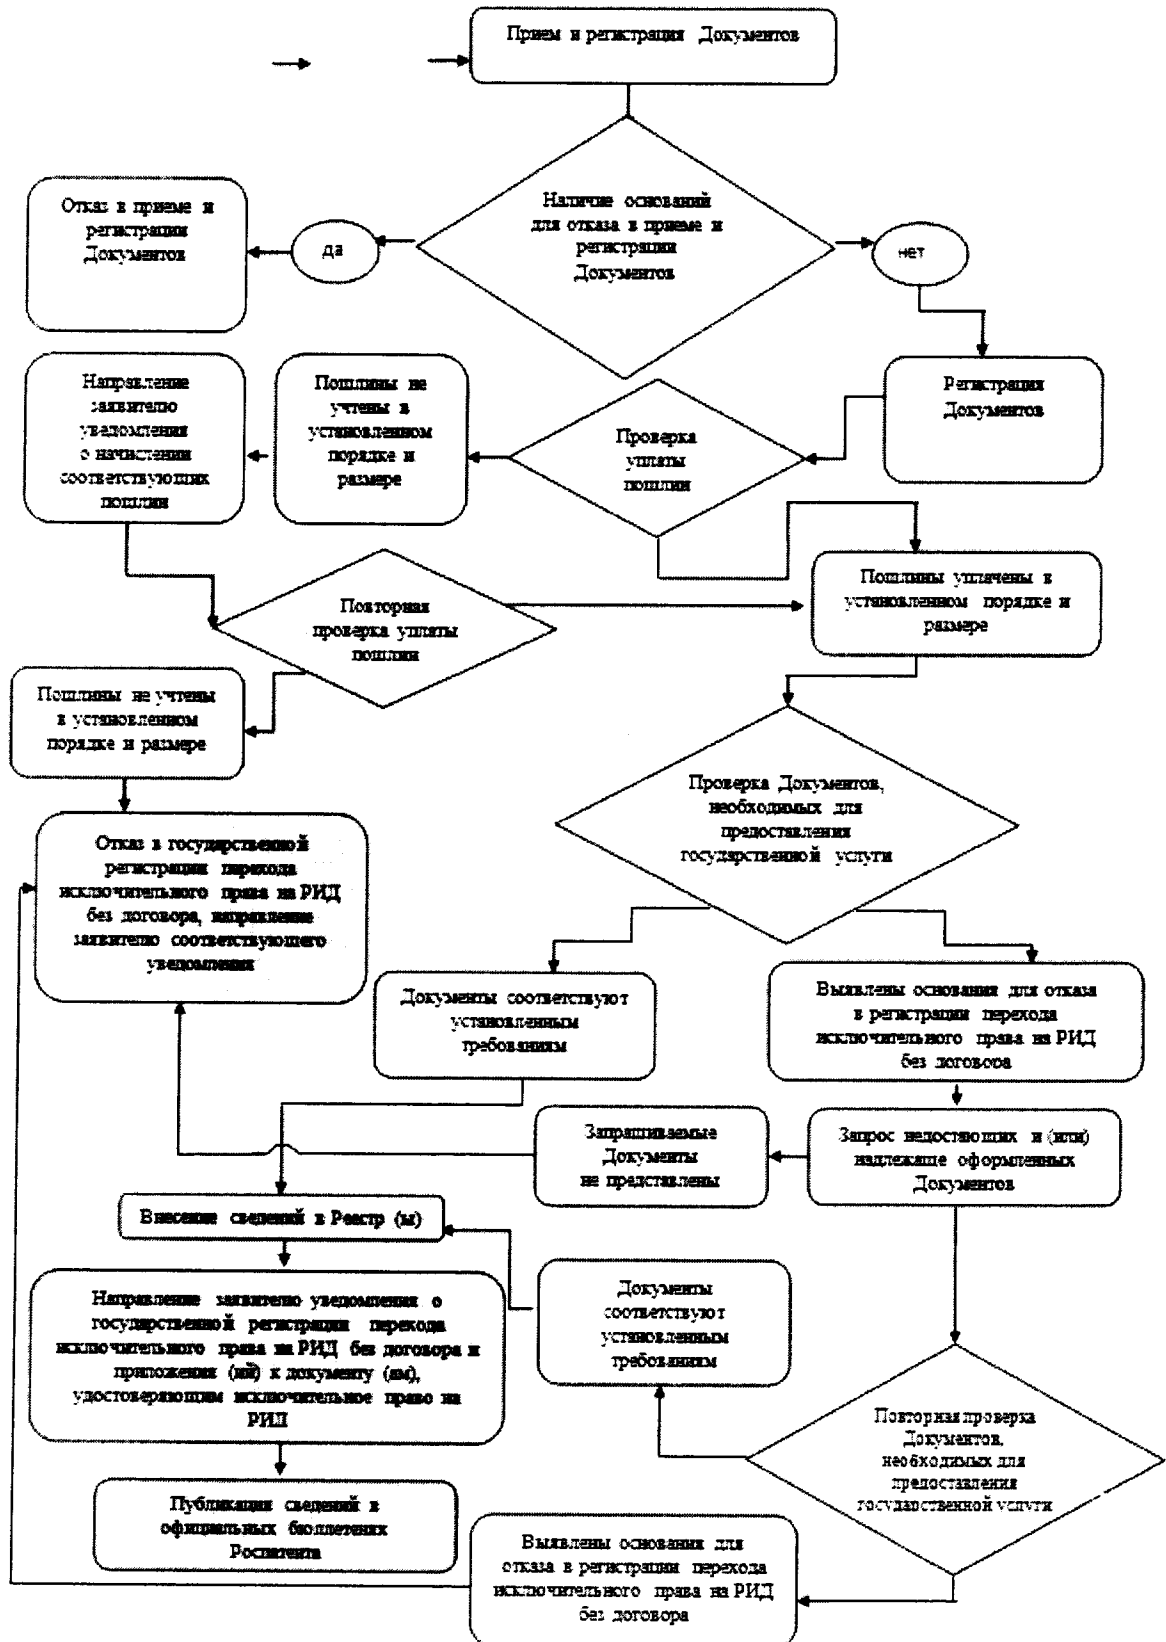 Прием и регистрация Документов
Наличие оснований
для отказа в приеме и
регистрации
Документов
Отказ в приеме и
регистрации
Документов
да
нет
Направление
заявителю
уведомления
о начислении
соответствующих
пошлин
Пошлины не
учтены в
установленном
порядке и
размере
Проверка
уплаты
пошлин
Регистрация
Документов
Повторная
проверка уплаты
пошлин
Пошлины уплачены в
установленном порядке и
размере
Пошлины не учтены
в установленном
порядке и размере
Проверка Документов,
необходимых для
предоставления
государственной услуги
Отказ в государственной
регистрации перехода
исключительного права на РИД
без договора, направление
заявителю соответствующего
уведомления
Документы соответствуют
установленным
требованиям
Выявлены основания для отказа
в регистрации перехода
исключительного права на РИД
без договора
Запрашиваемые
Документы
не представлены
Запрос недостающих и (или)
надлежаще оформленных
Документов
Внесение сведений в Реестр (ы)
Документы
соответствуют
установленным
требованиям
Направление заявителю уведомления о
государственной регистрации перехода
исключительного права на РИД без договора и
приложения (ий) к документу (ам),
удостоверяющим исключительное право на
РИД
Повторная проверка
Документов,
необходимых для
предоставления
государственной услуги
Публикация сведений в
официальных бюллетенях
Роспатента
Выявлены основания для
отказа в регистрации перехода
исключительного права на РИД
без договора